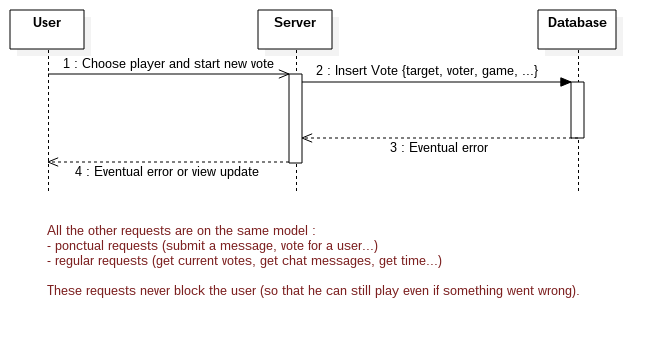 User
Server
Database
1 : Choose player and start new vote
2 : Insert Vote {target, voter, game, ...}
3 : Eventual error
4 : Eventual error or view update
All the other requests are on the same model :
- ponctual requests (submit a message, vote for a user...)
- regular requests (get current votes, get chat messages, get time...)
These requests never block the user (so that he can still play even if something went wrong).